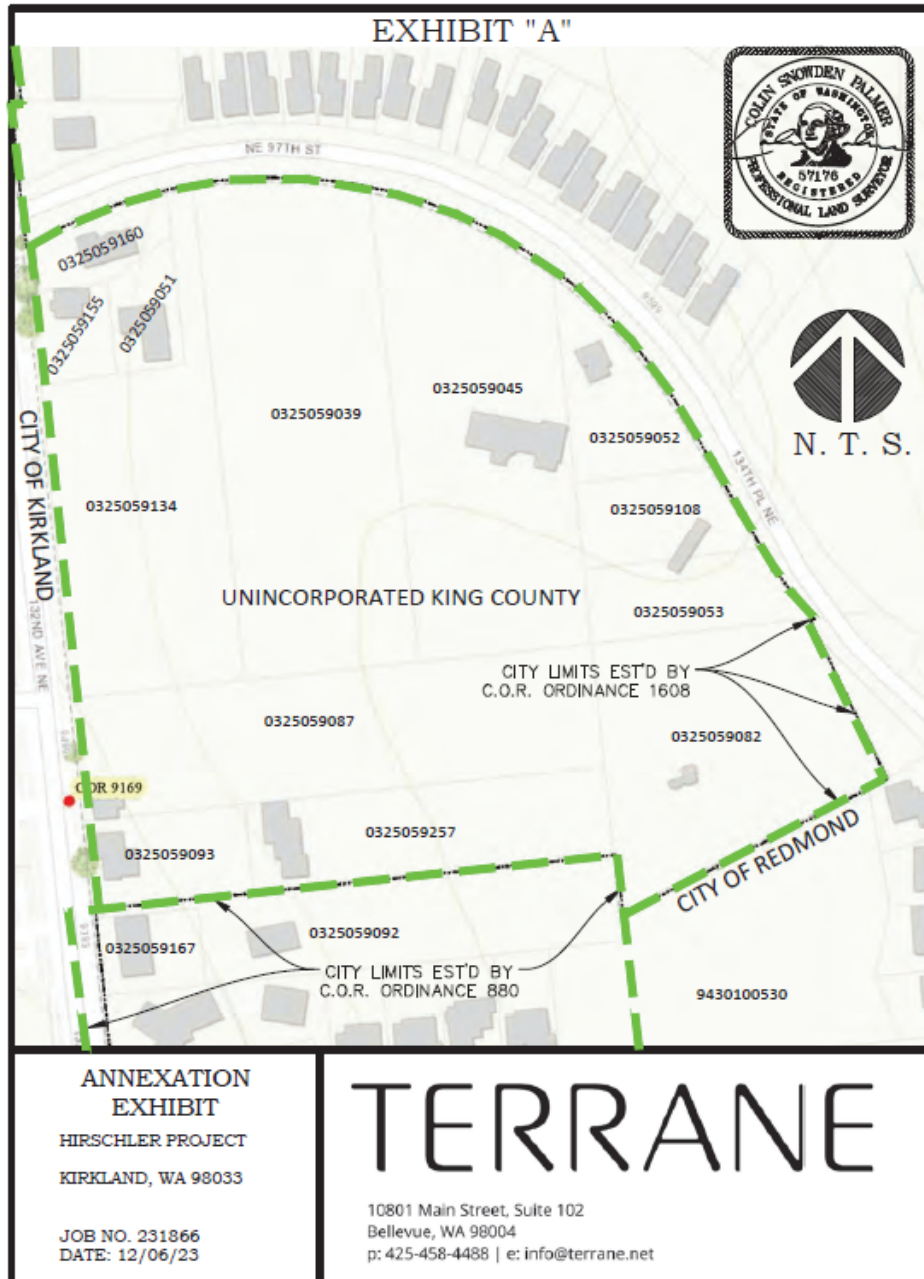 EXHIBIT "A"
COLIN SNOWDEN PALMER
STATE OF WASHINGTON
57176
REGISTERED
PROFESSIONAL LAND SURVEYOR
NE 97TH ST
0325059160
0325059155
0325059051
N. T. S.
0325059045
0325059039
0325059052
CITY OF KIRKLAND
134TH PL NE
0325059134
0325059108
UNINCORPORATED KING COUNTY
132ND AVE NE
0325059053
CITY LIMITS EST'D BY
C.O.R. ORDINANCE 1608
0325059087
0325059082
COR 9169
0325059257
0325059093
CITY OF REDMOND
0325059092
0325059167
CITY LIMITS EST'D BY
C.O.R. ORDINANCE 880
9430100530
ANNEXATION
EXHIBIT
HIRSCHLER PROJECT
KIRKLAND, WA 98033
JOB NO. 231866
DATE: 12/06/23
TERRANE
10801 Main Street, Suite 102
Bellevue, WA 98004
p: 425-458-4488 | e: info@terrane.net